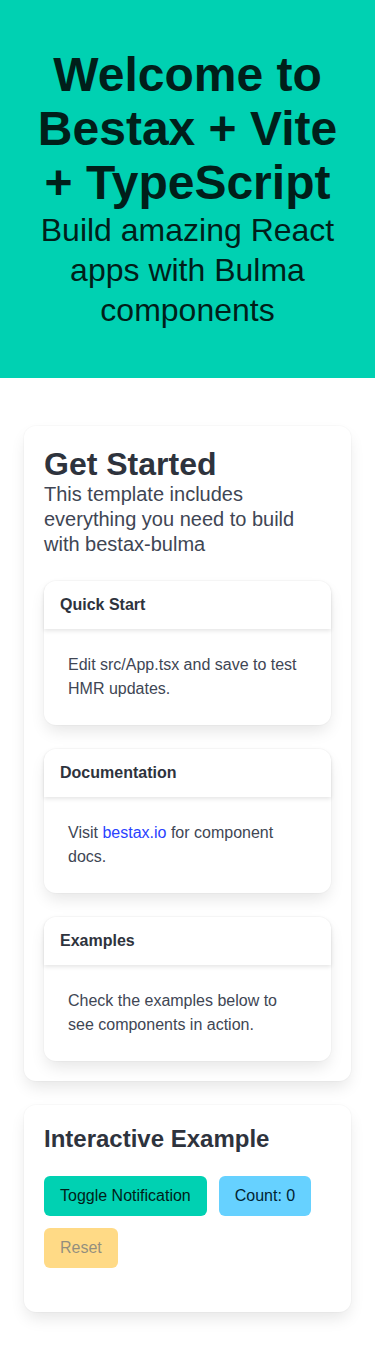 Welcome to
Bestax + Vite
+ TypeScript
Build amazing React
apps with Bulma
components
Get Started
This template includes
everything you need to build
with bestax-bulma
Quick Start
Edit src/App.tsx and save to test
HMR updates.
Documentation
Visit bestax.io for component
docs.
Examples
Check the examples below to
see components in action.
Interactive Example
Toggle Notification Count: 0
Reset